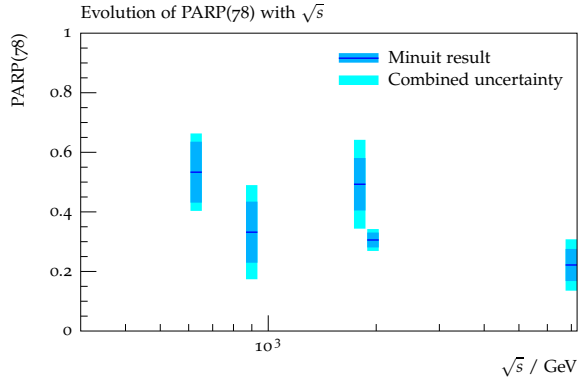 Evolution of PARP(78) with √s
PARP(78)
1
0.8
0.6
0.4
0.2
0
Minuit result
Combined uncertainty
10³
√s / GeV